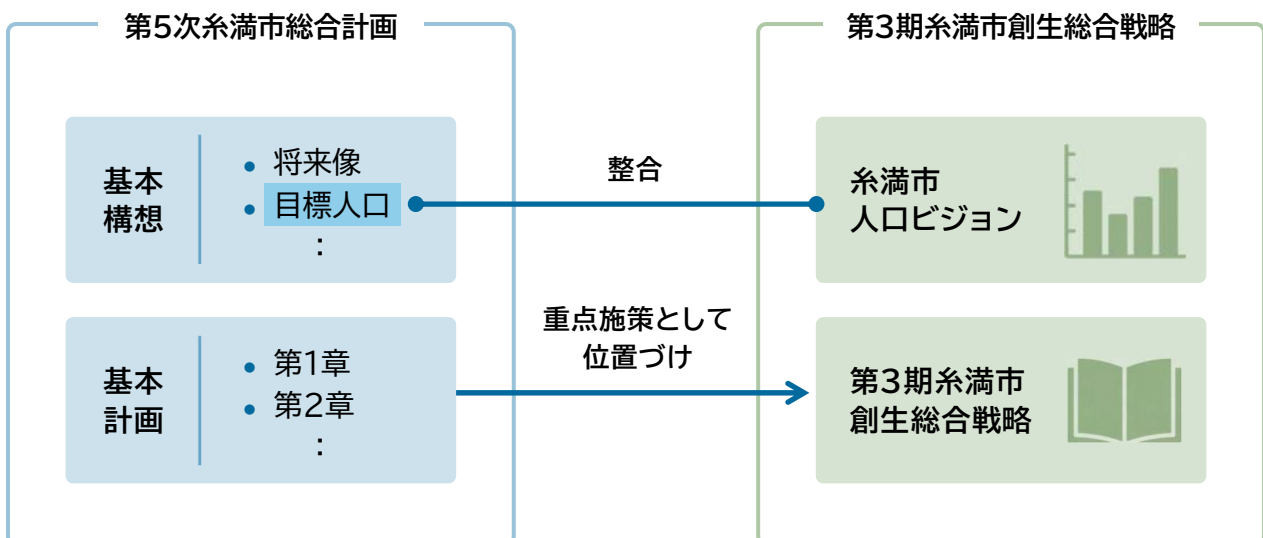 第5次糸満市総合計画
第3期糸満市創生総合戦略
基本
構想
• 将来像
• 目標人口
：
整合
糸満市
人口ビジョン
基本
計画
• 第1章
• 第2章
：
重点施策として
位置づけ
第3期糸満市
創生総合戦略